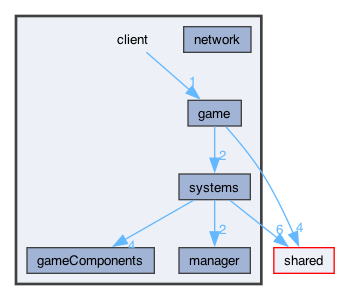 client
network
1
game
2
systems
4
2
6
4
gameComponents
manager
shared